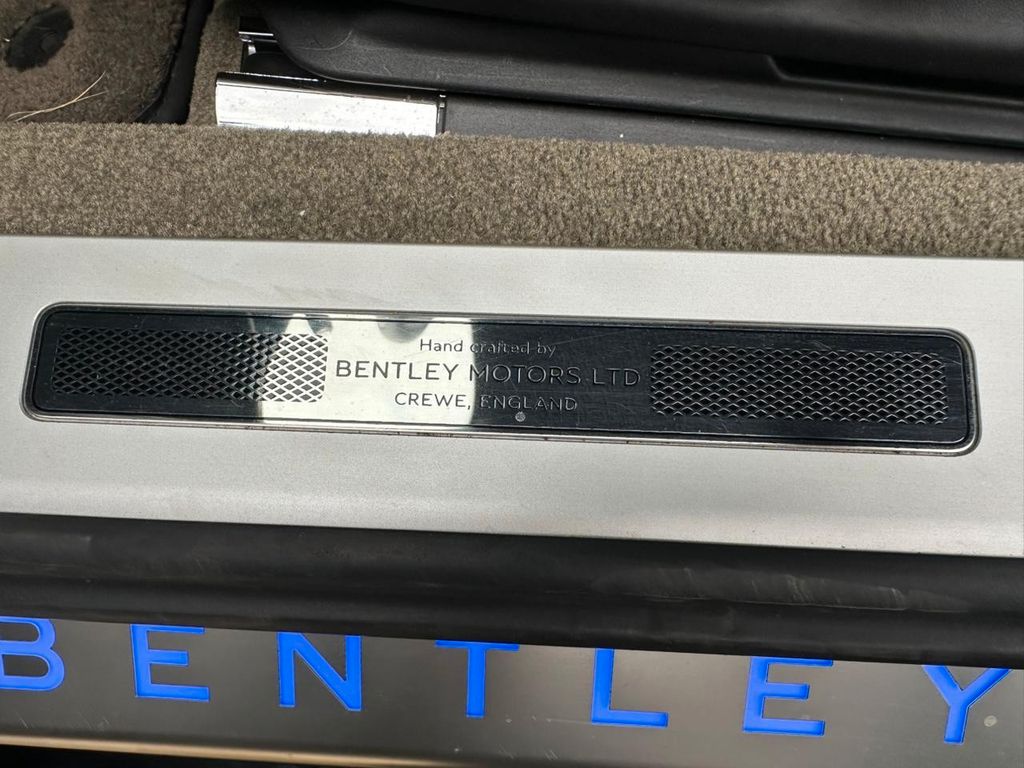 Hand crafted by
BENTLEY MOTORS LTD
CREWE, ENGLAND
BENTLEY